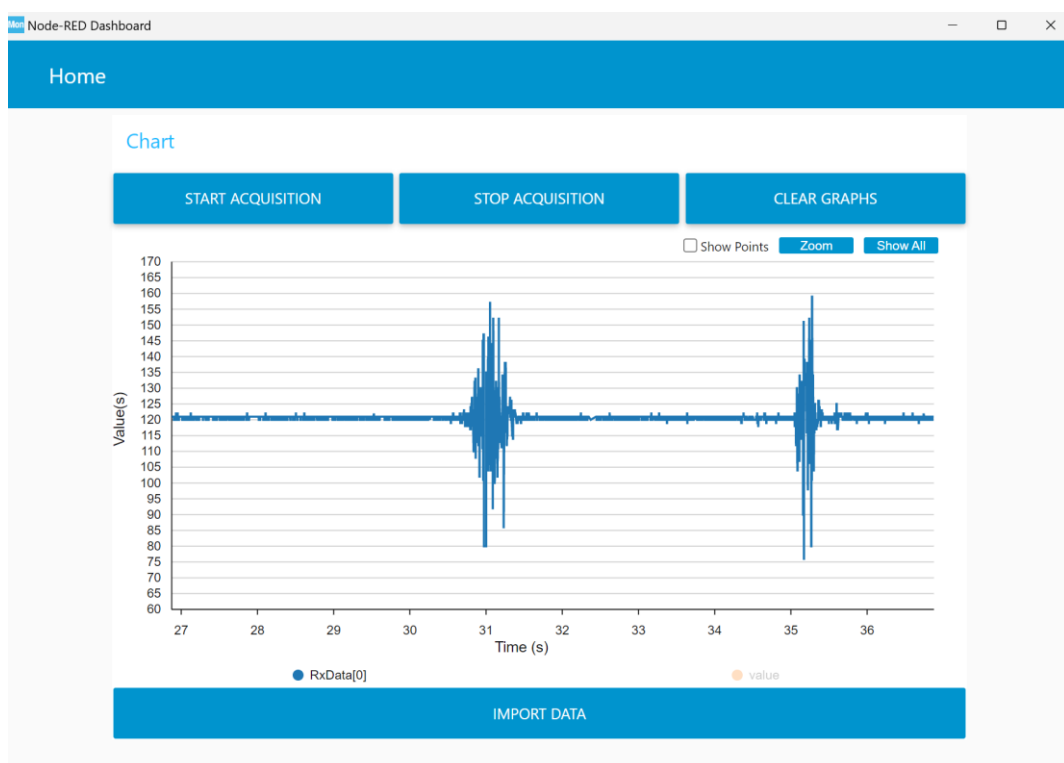 Mon Node-RED Dashboard
Home
Chart
START ACQUISITION STOP ACQUISITION CLEAR GRAPHS
Show Points Zoom Show All
170
165
160
155
150
145
140
135
130
125
120
115
110
105
100
95
90
85
80
75
70
65
60
Value(s)
27 28 29 30 31 32 33 34 35 36
Time (s)
RxData[0] value
IMPORT DATA